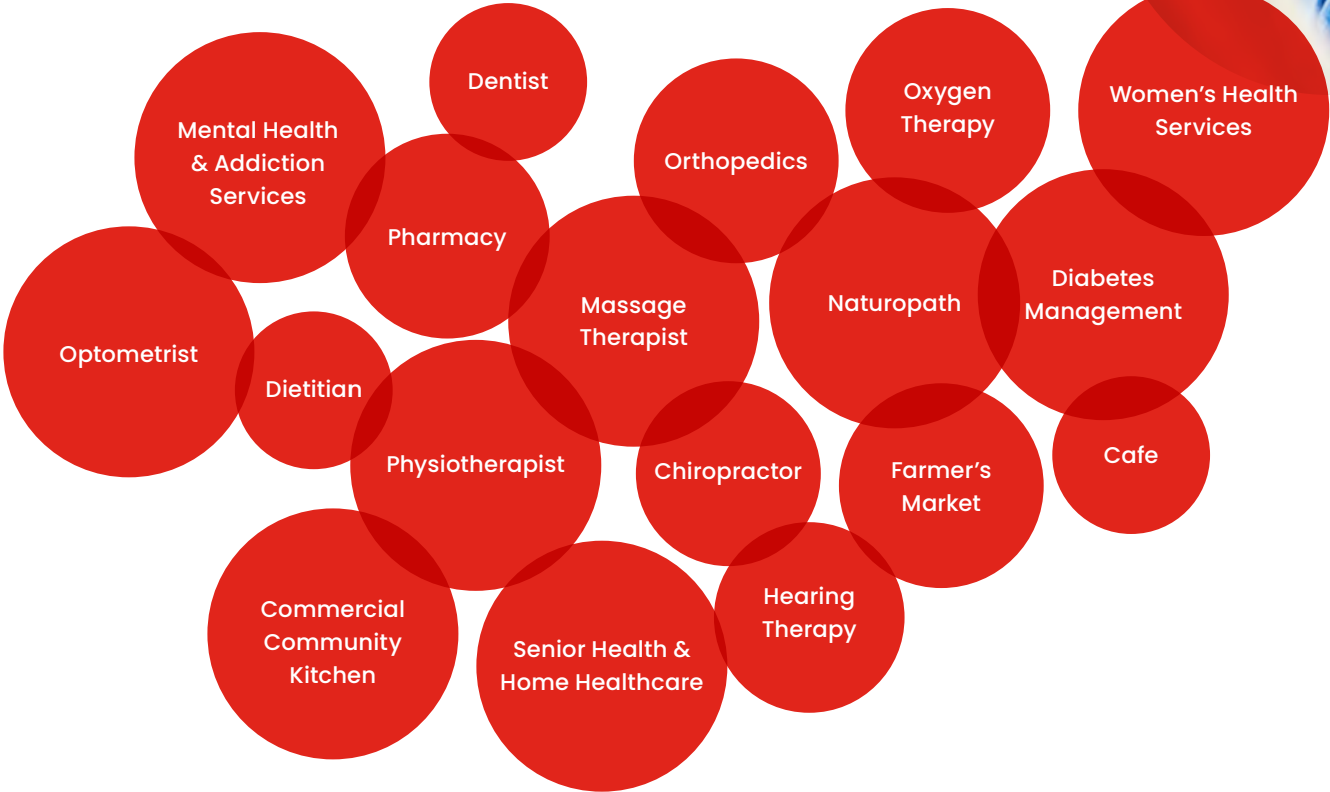 Dentist
Mental Health
& Addiction
Services
Pharmacy
Orthopedics
Oxygen
Therapy
Women’s Health
Services
Optometrist
Dietitian
Massage
Therapist
Naturopath
Diabetes
Management
Physiotherapist
Chiropractor
Farmer’s
Market
Cafe
Commercial
Community
Kitchen
Senior Health &
Home Healthcare
Hearing
Therapy